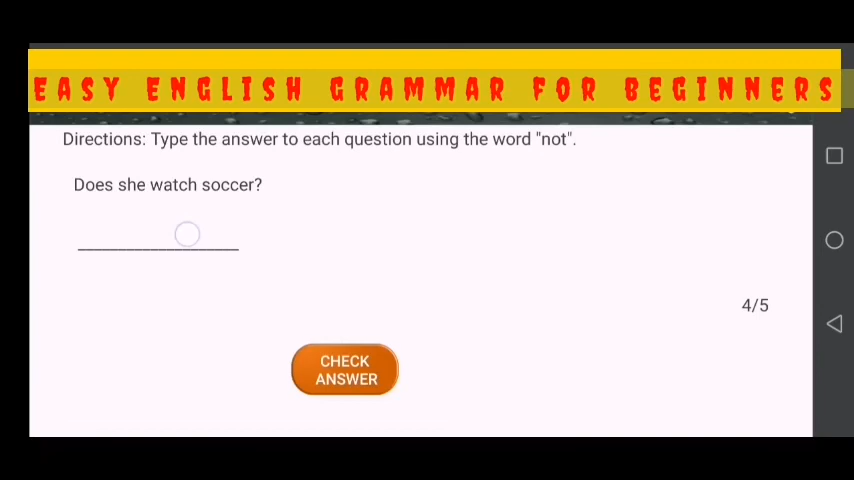 EASY ENGLISH GRAMMAR FOR BEGINNERS
Directions: Type the answer to each question using the word "not".
Does she watch soccer?
4/5
CHECK
ANSWER